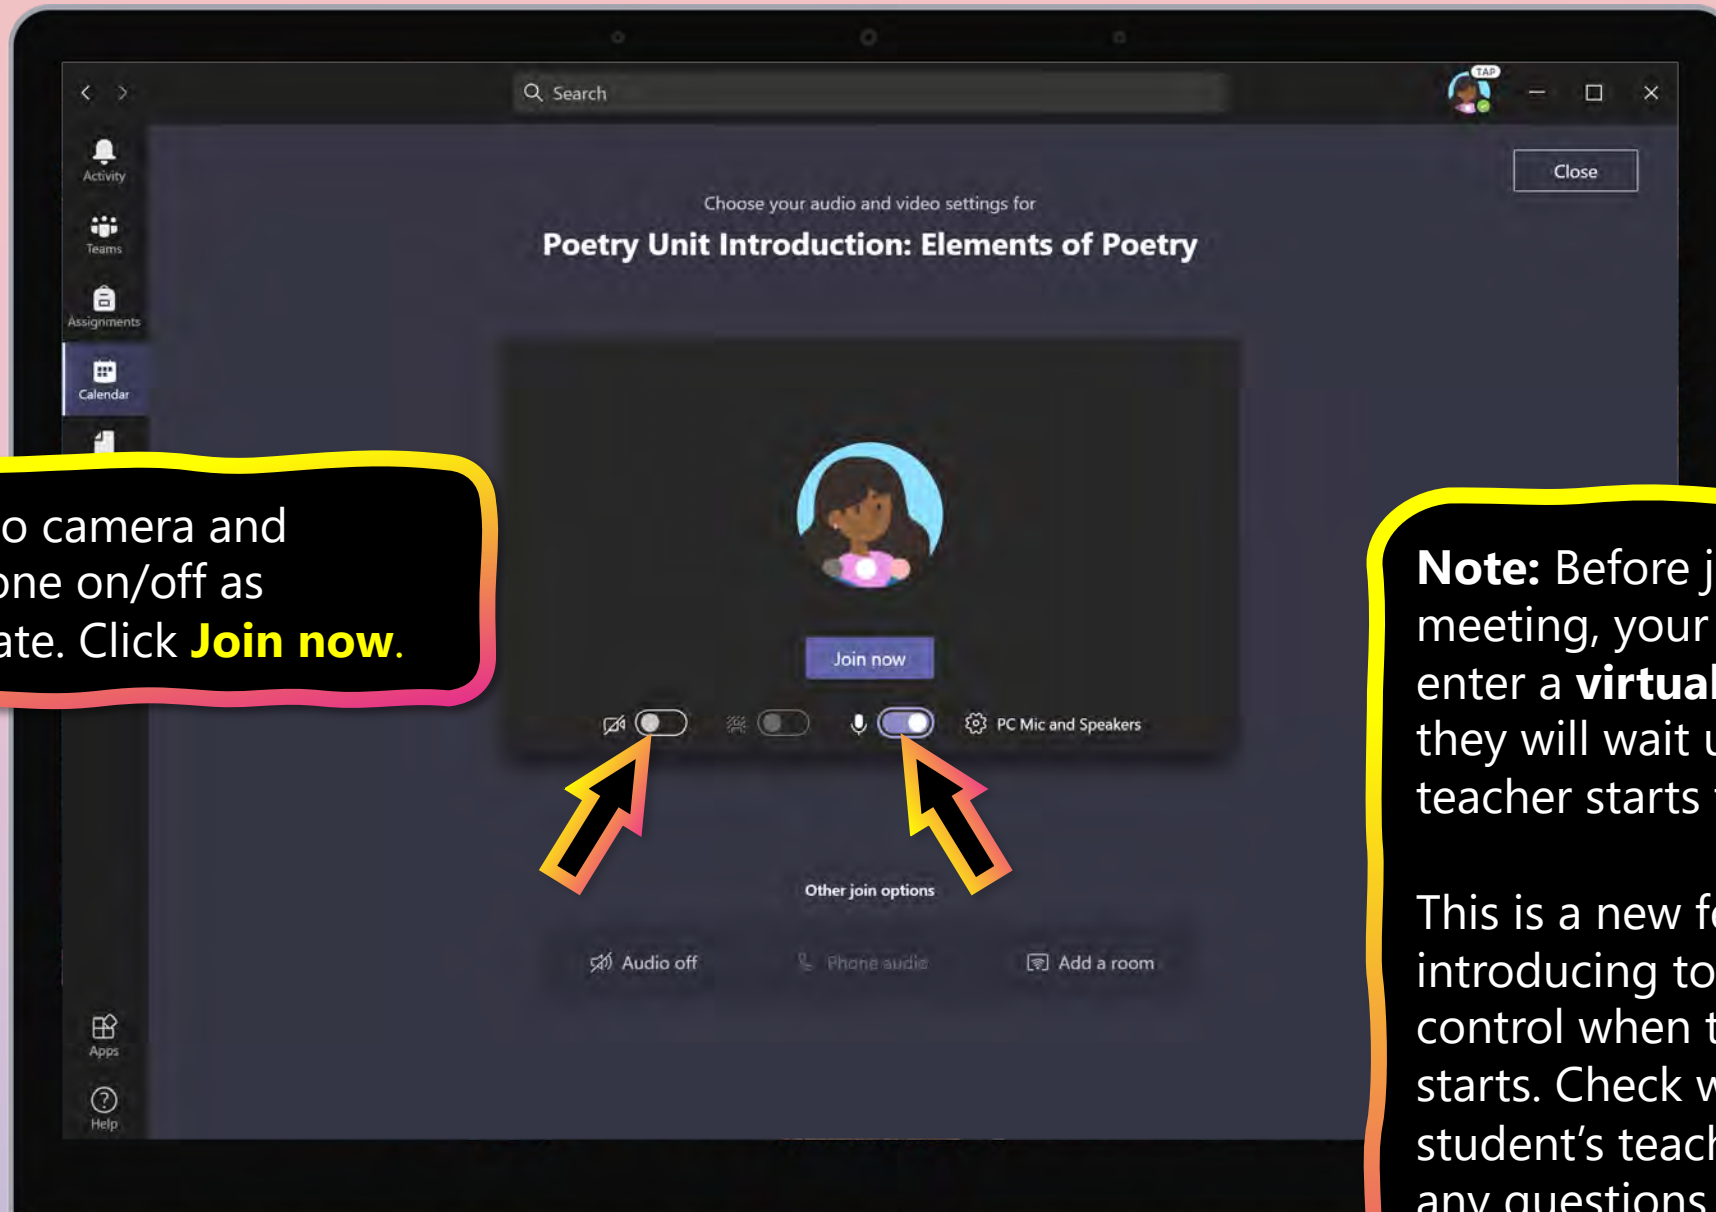 Search
TAP
Activity
Teams
Assignments
Calendar
Close
Choose your audio and video settings for
Poetry Unit Introduction: Elements of Poetry
o camera and
one on/off as
ate. Click Join now.
Join now
PC Mic and Speakers
Other join options
Audio off
Phone audio
Add a room
Apps
Help
Note: Before j
meeting, your
enter a virtual
they will wait u
teacher starts t
This is a new fe
introducing to
control when t
starts. Check w
student's teach
any questions